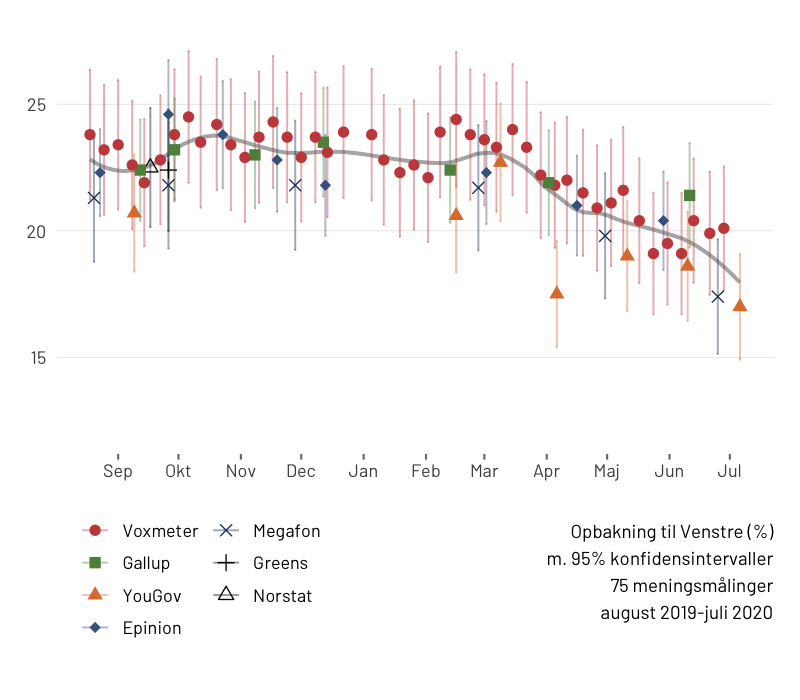 25
20
15
Sep Okt Nov Dec Jan Feb Mar Apr Maj Jun Jul
Voxmeter Megafon
Gallup Greens
YouGov Norstat
Epinion
Opbakning til Venstre (%)
m. 95% konfidensintervaller
75 meningsmålinger
august 2019-juli 2020